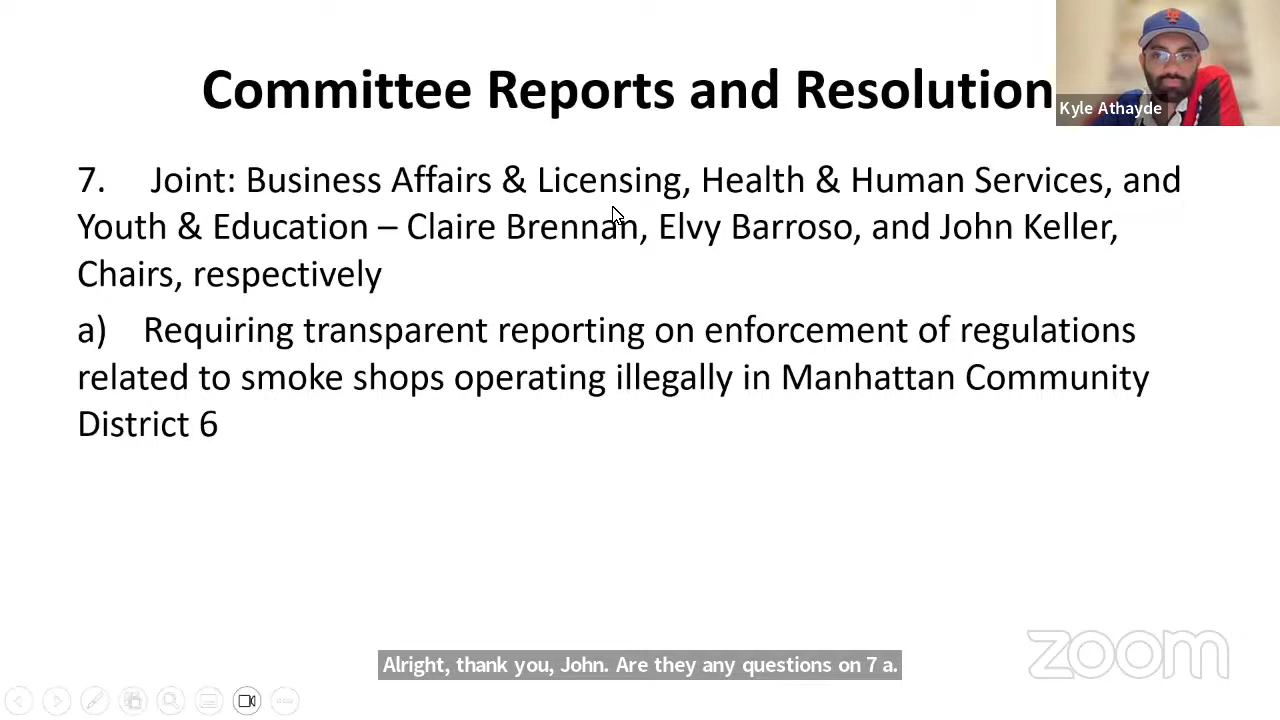 Committee Reports and Resolution
Kyle Athayde
7. Joint: Business Affairs & Licensing, Health & Human Services, and
Youth & Education – Claire Brennan, Elvy Barroso, and John Keller,
Chairs, respectively
a) Requiring transparent reporting on enforcement of regulations
related to smoke shops operating illegally in Manhattan Community
District 6
zoom
Alright, thank you, John. Are they any questions on 7 a.